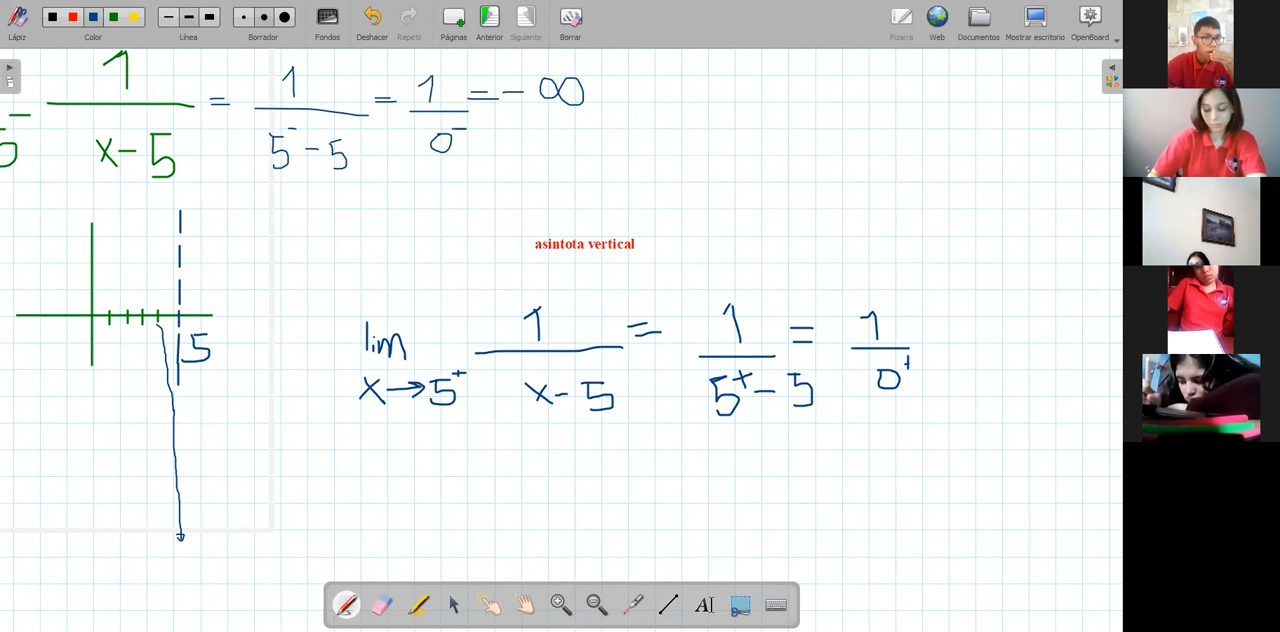 Lápiz Color Línea Borrador Fondos Deshacer Repetir Páginas Anterior Siguiente Borrar Pizarra Web Documentos Mostrar escritorio OpenBoard
1/(x-5) = 1/(5⁻-5) = 1/0⁻ = -∞
5⁻
asintota vertical
5
lim x→5⁺ 1/(x-5) = 1/(5⁺-5) = 1/0⁺